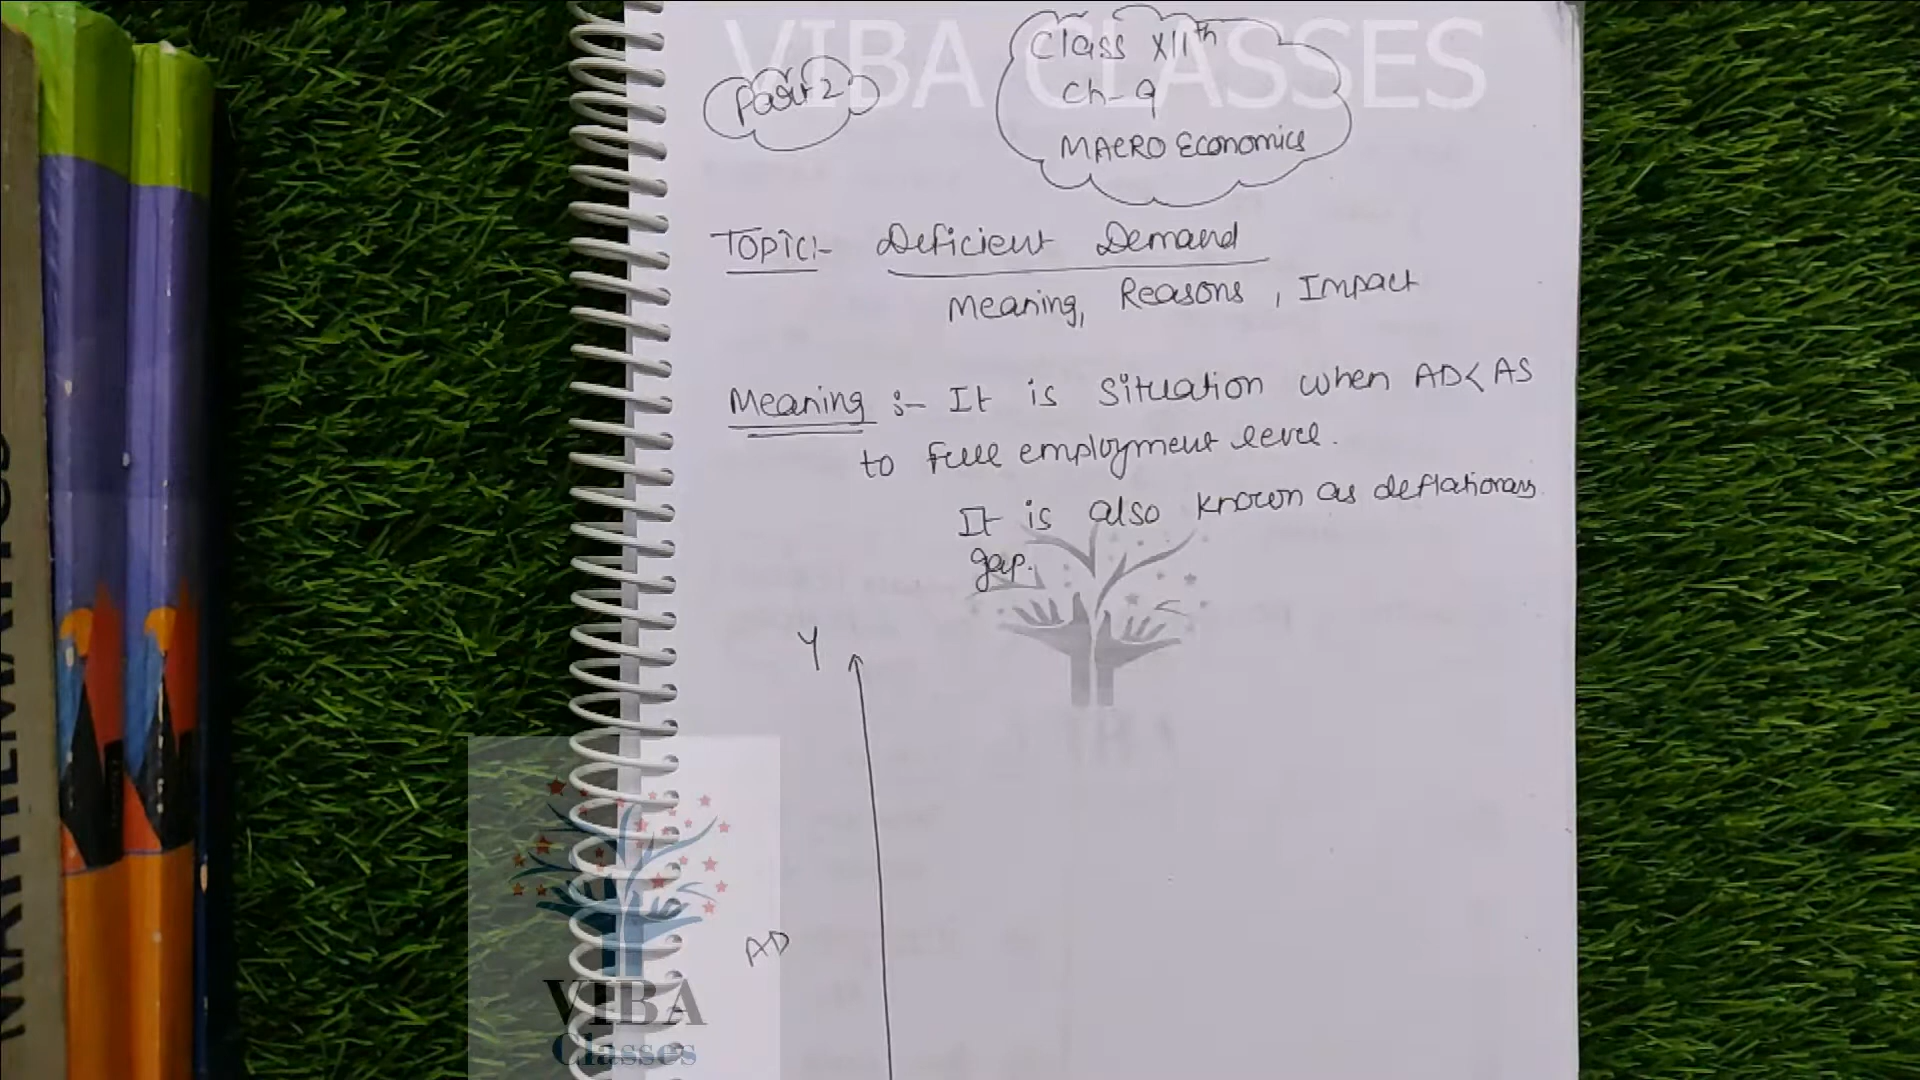 VIBA CLASSES
Part 2
Class XIIth
Ch-9
MACRO Economics
TOPIC:- Deficient Demand
Meaning, Reasons, Impact
Meaning :- It is Situation when AD< AS
to full employment level.
It is also known as deflationary
gap.
Y
AD
VIBA
Classes